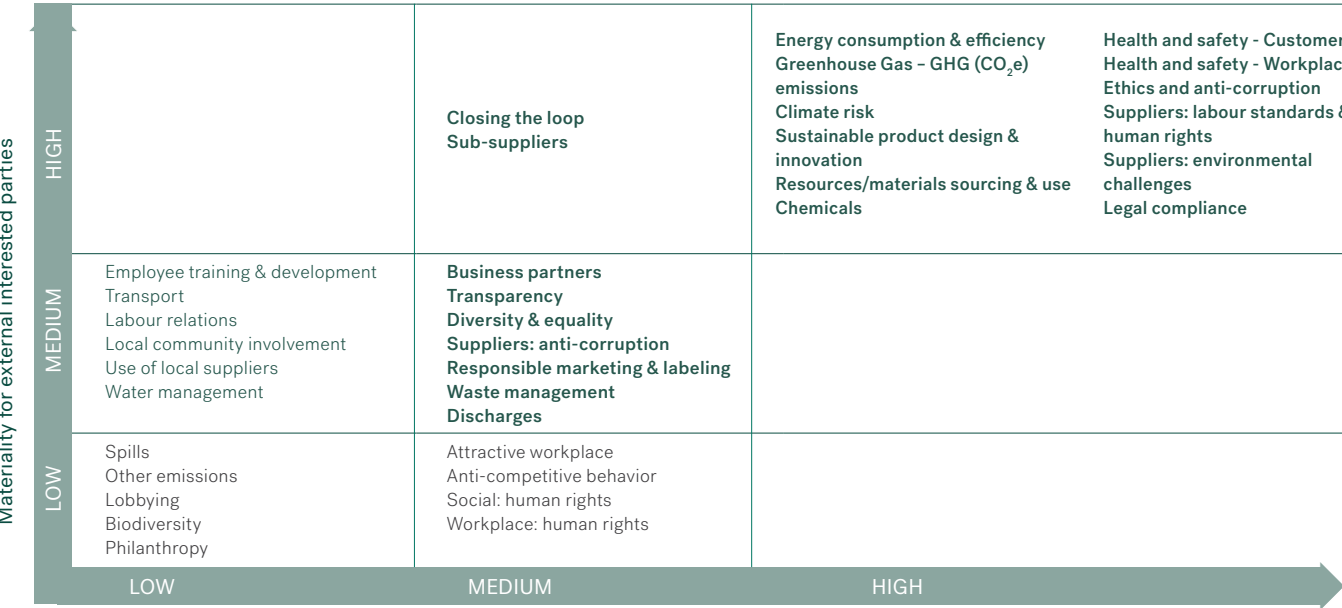 Materiality for external interested parties
HIGH
Closing the loop
Sub-suppliers
Energy consumption & efficiency
Greenhouse Gas – GHG (CO₂e)
emissions
Climate risk
Sustainable product design &
innovation
Resources/materials sourcing & use
Chemicals
Health and safety - Customer
Health and safety - Workplac
Ethics and anti-corruption
Suppliers: labour standards &
human rights
Suppliers: environmental
challenges
Legal compliance
MEDIUM
Employee training & development
Transport
Labour relations
Local community involvement
Use of local suppliers
Water management
Business partners
Transparency
Diversity & equality
Suppliers: anti-corruption
Responsible marketing & labeling
Waste management
Discharges
LOW
Spills
Other emissions
Lobbying
Biodiversity
Philanthropy
Attractive workplace
Anti-competitive behavior
Social: human rights
Workplace: human rights
LOW
MEDIUM
HIGH